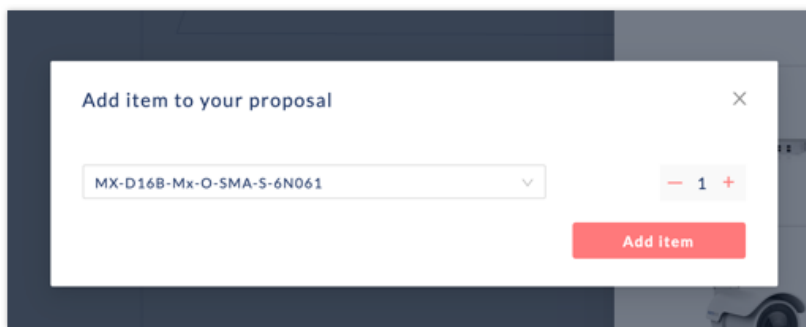 Add item to your proposal
MX-D16B-Mx-O-SMA-S-6N061
1
Add item